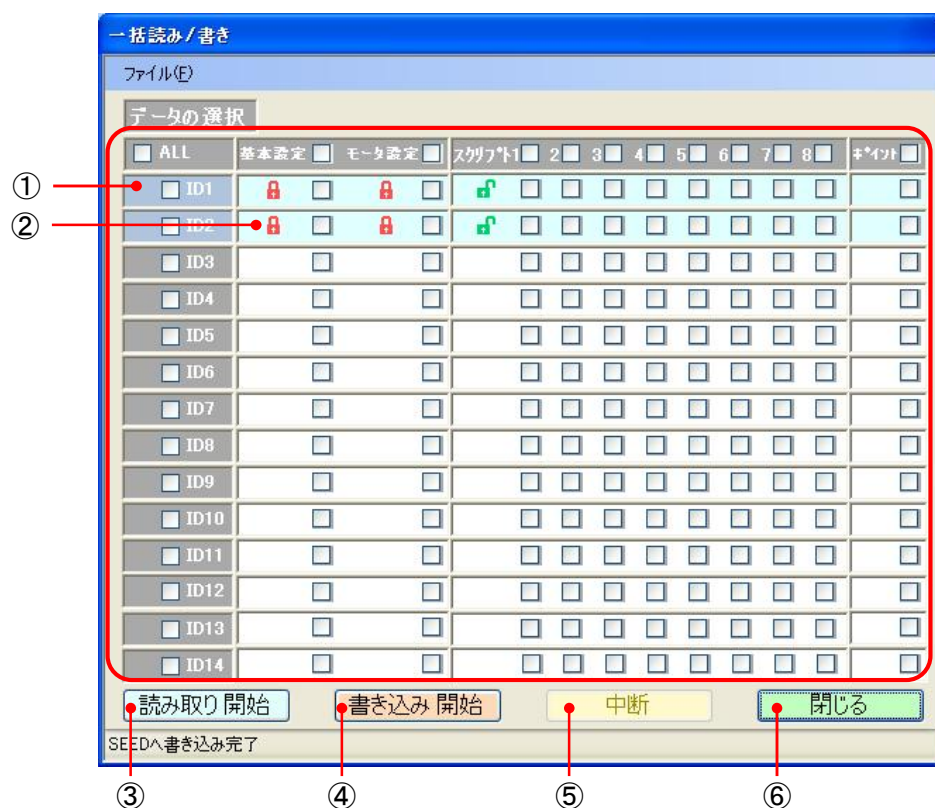 一括読み/書き
ファイル(F)
データの選択
ALL 基本設定 モータ設定 スクリプト1 2 3 4 5 6 7 8 ポイント
① ID1
② ID2
ID3
ID4
ID5
ID6
ID7
ID8
ID9
ID10
ID11
ID12
ID13
ID14
読み取り開始 書き込み開始 中断 閉じる
SEEDへ書き込み完了
③ ④ ⑤ ⑥